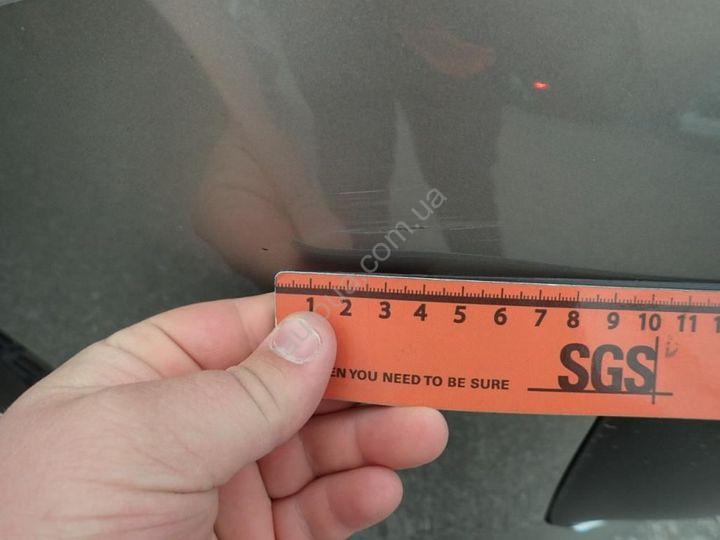 autoua.com.ua
1 2 3 4 5 6 7 8 9 10 11
EN YOU NEED TO BE SURE
SGS